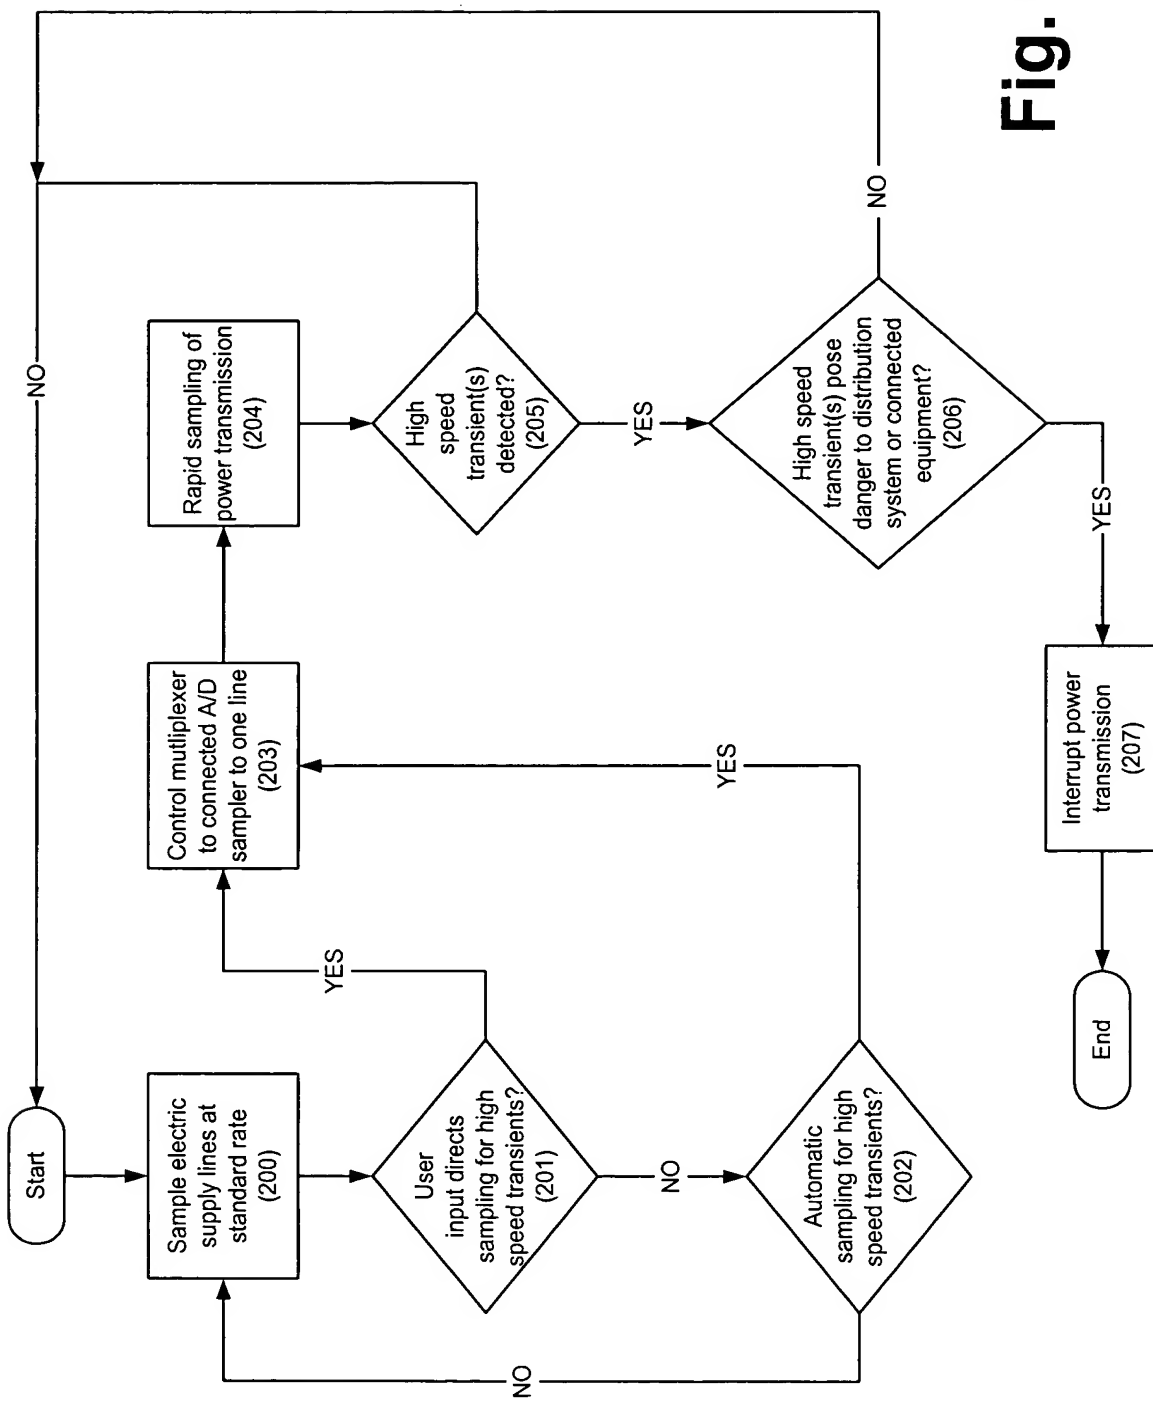 Start
Sample electric
supply lines at
standard rate
(200)
User
input directs
sampling for high
speed transients?
(201)
YES
NO
Automatic
sampling for high
speed transients?
(202)
NO
YES
Control mutliplexer
to connected A/D
sampler to one line
(203)
Rapid sampling of
power transmission
(204)
High
speed
transient(s)
detected?
(205)
NO
YES
High speed
transient(s) pose
danger to distribution
system or connected
equipment?
(206)
NO
YES
Interrupt power
transmission
(207)
End
Fig.